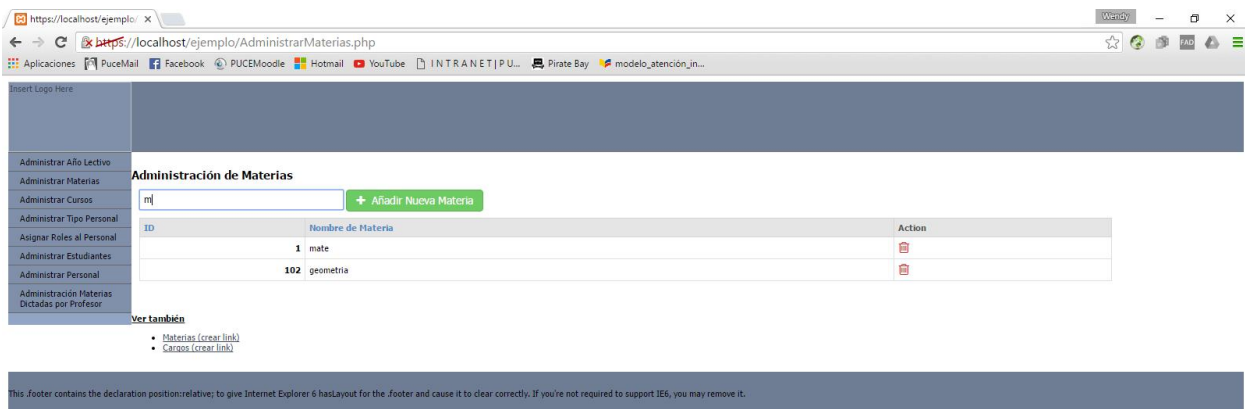 https://localhost/ejemplo/
Wendy
https://localhost/ejemplo/AdministrarMaterias.php
FAD
Aplicaciones PuceMail Facebook PUCEMoodle Hotmail YouTube I N T R A N E T | P U... Pirate Bay modelo_atención_in...
Insert Logo Here
Administrar Año Lectivo
Administrar Materias
Administrar Cursos
Administrar Tipo Personal
Asignar Roles al Personal
Administrar Estudiantes
Administrar Personal
Administración Materias
Dictadas por Profesor
Administración de Materias
m
+ Añadir Nueva Materia
ID Nombre de Materia Action
1 mate
102 geometria
Ver también
Materias (crear link)
Cargos (crear link)
This .footer contains the declaration position:relative; to give Internet Explorer 6 hasLayout for the .footer and cause it to clear correctly. If you're not required to support IE6, you may remove it.